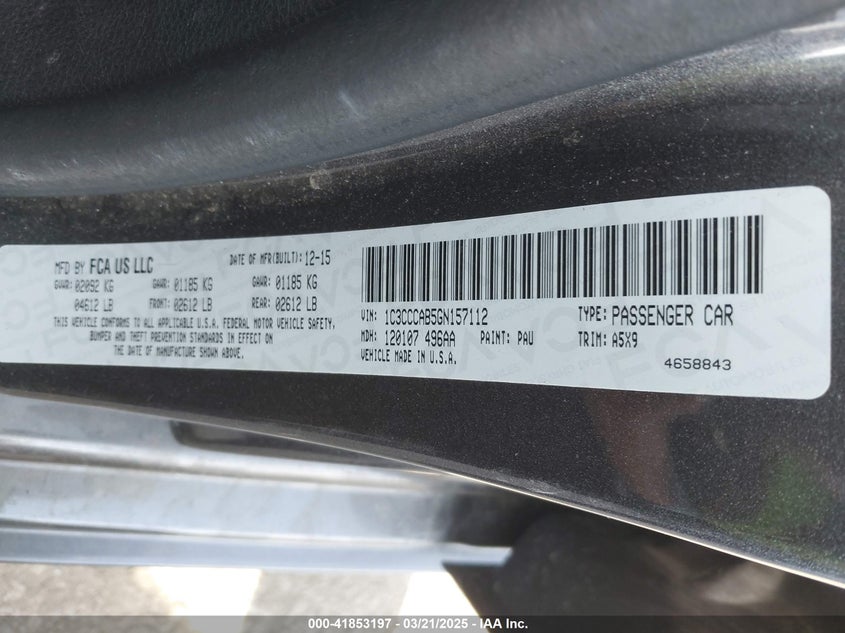 MFD BY FCA US LLC DATE OF MFR(BUILT): 12-15
GVWR: 02092 KG GAWR: 01185 KG GAWR: 01185 KG
04612 LB FRONT: 02612 LB REAR: 02612 LB
THIS VEHICLE CONFORMS TO ALL APPLICABLE U.S.A. FEDERAL MOTOR VEHICLE SAFETY,
BUMPER AND THEFT PREVENTION STANDARDS IN EFFECT ON
THE DATE OF MANUFACTURE SHOWN ABOVE.
VIN: 1C3CCCAB5GN157112 TYPE: PASSENGER CAR
MDH: 120107 496AA PAINT: PAU TRIM: A5X9
VEHICLE MADE IN U.S.A. 4658843
000-41853197 — 03/21/2025 — IAA Inc.